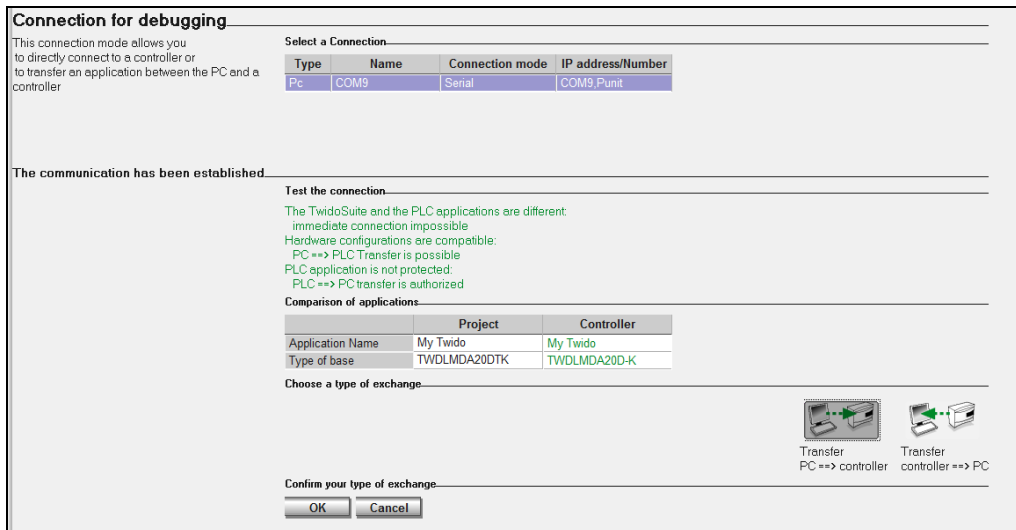 Connection for debugging
This connection mode allows you
to directly connect to a controller or
to transfer an application between the PC and a
controller
Select a Connection
Type Name Connection mode IP address/Number
Pc COM9 Serial COM9,Punit
The communication has been established
Test the connection
The TwidoSuite and the PLC applications are different:
immediate connection impossible
Hardware configurations are compatible:
PC ==> PLC Transfer is possible
PLC application is not protected:
PLC ==> PC transfer is authorized
Comparison of applications
Project Controller
Application Name My Twido My Twido
Type of base TWDLMDA20DTK TWDLMDA20D-K
Choose a type of exchange
Transfer Transfer
PC ==> controller controller ==> PC
Confirm your type of exchange
OK Cancel